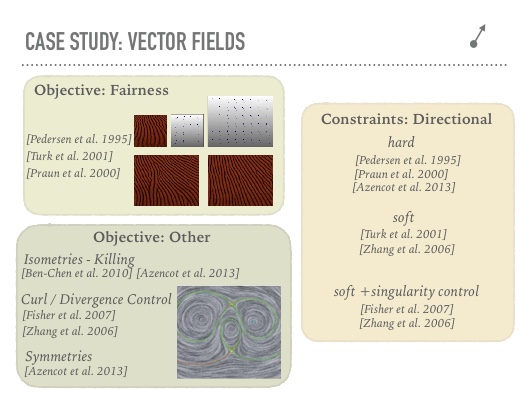 CASE STUDY: VECTOR FIELDS
Objective: Fairness
[Pedersen et al. 1995]
[Turk et al. 2001]
[Praun et al. 2000]
Objective: Other
Isometries - Killing
[Ben-Chen et al. 2010] [Azencot et al. 2013]
Curl / Divergence Control
[Fisher et al. 2007]
[Zhang et al. 2006]
Symmetries
[Azencot et al. 2013]
Constraints: Directional
hard
[Pedersen et al. 1995]
[Praun et al. 2000]
[Azencot et al. 2013]
soft
[Turk et al. 2001]
[Zhang et al. 2006]
soft +singularity control
[Fisher et al. 2007]
[Zhang et al. 2006]